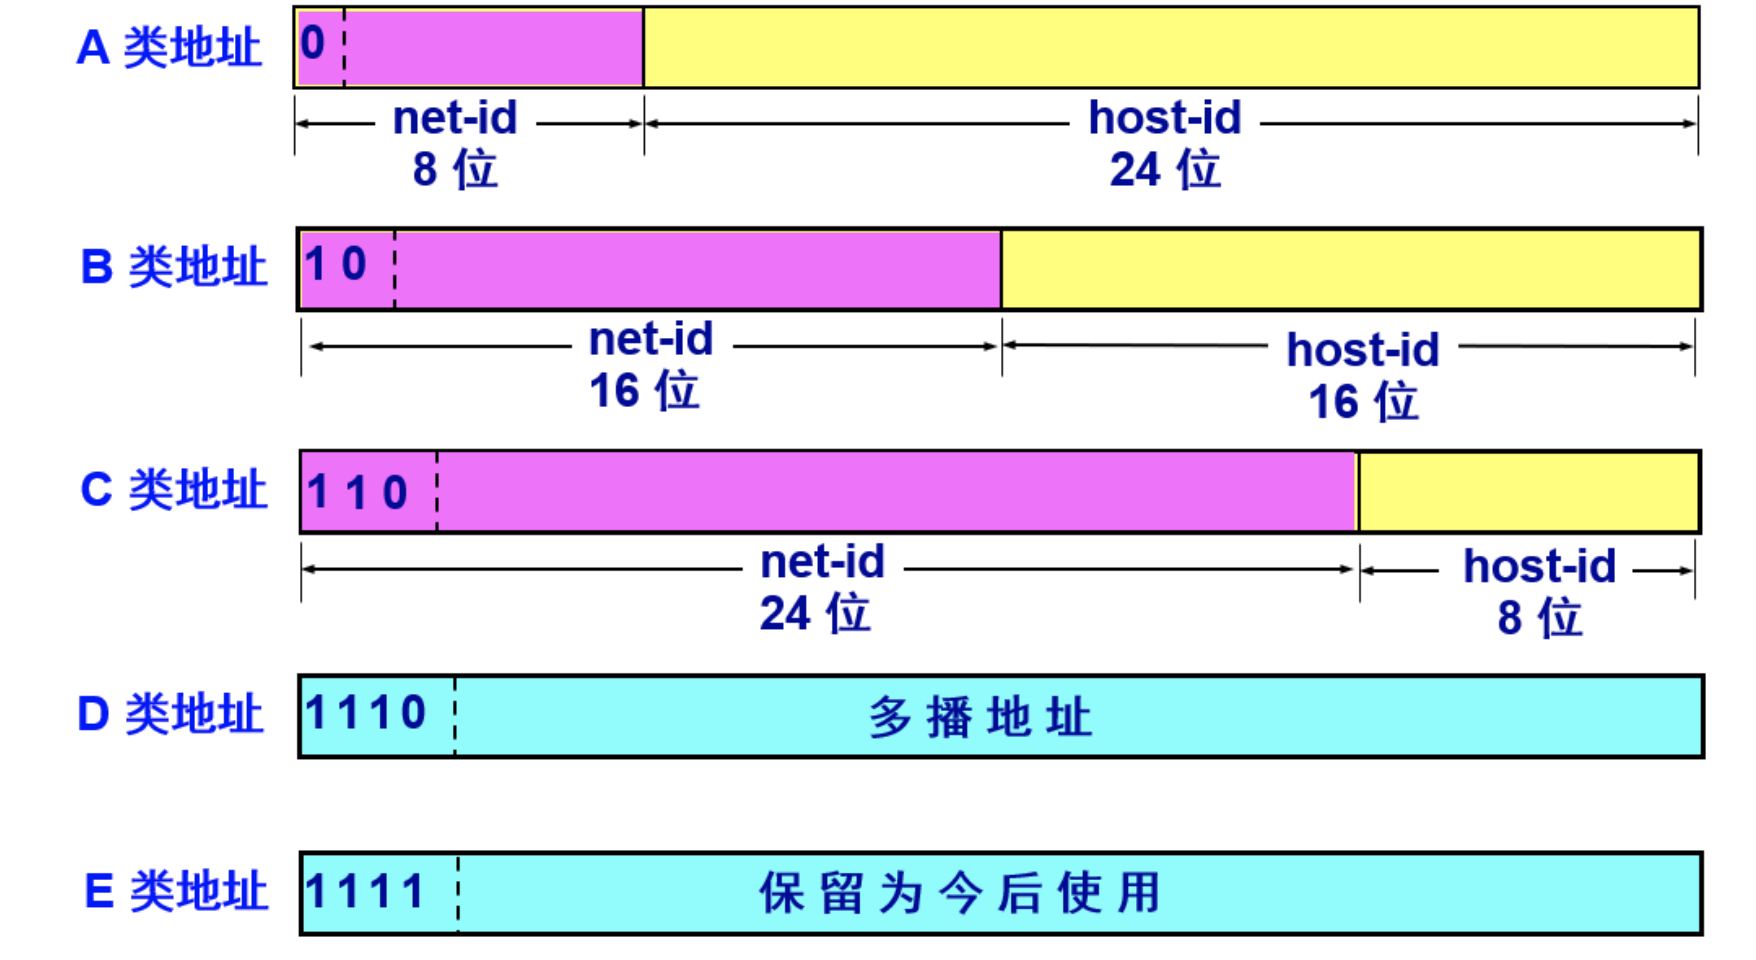 A 类地址
0
net-id
8 位
host-id
24 位
B 类地址
1 0
net-id
16 位
host-id
16 位
C 类地址
1 1 0
net-id
24 位
host-id
8 位
D 类地址
1110
多播地址
E 类地址
1111
保留为今后使用